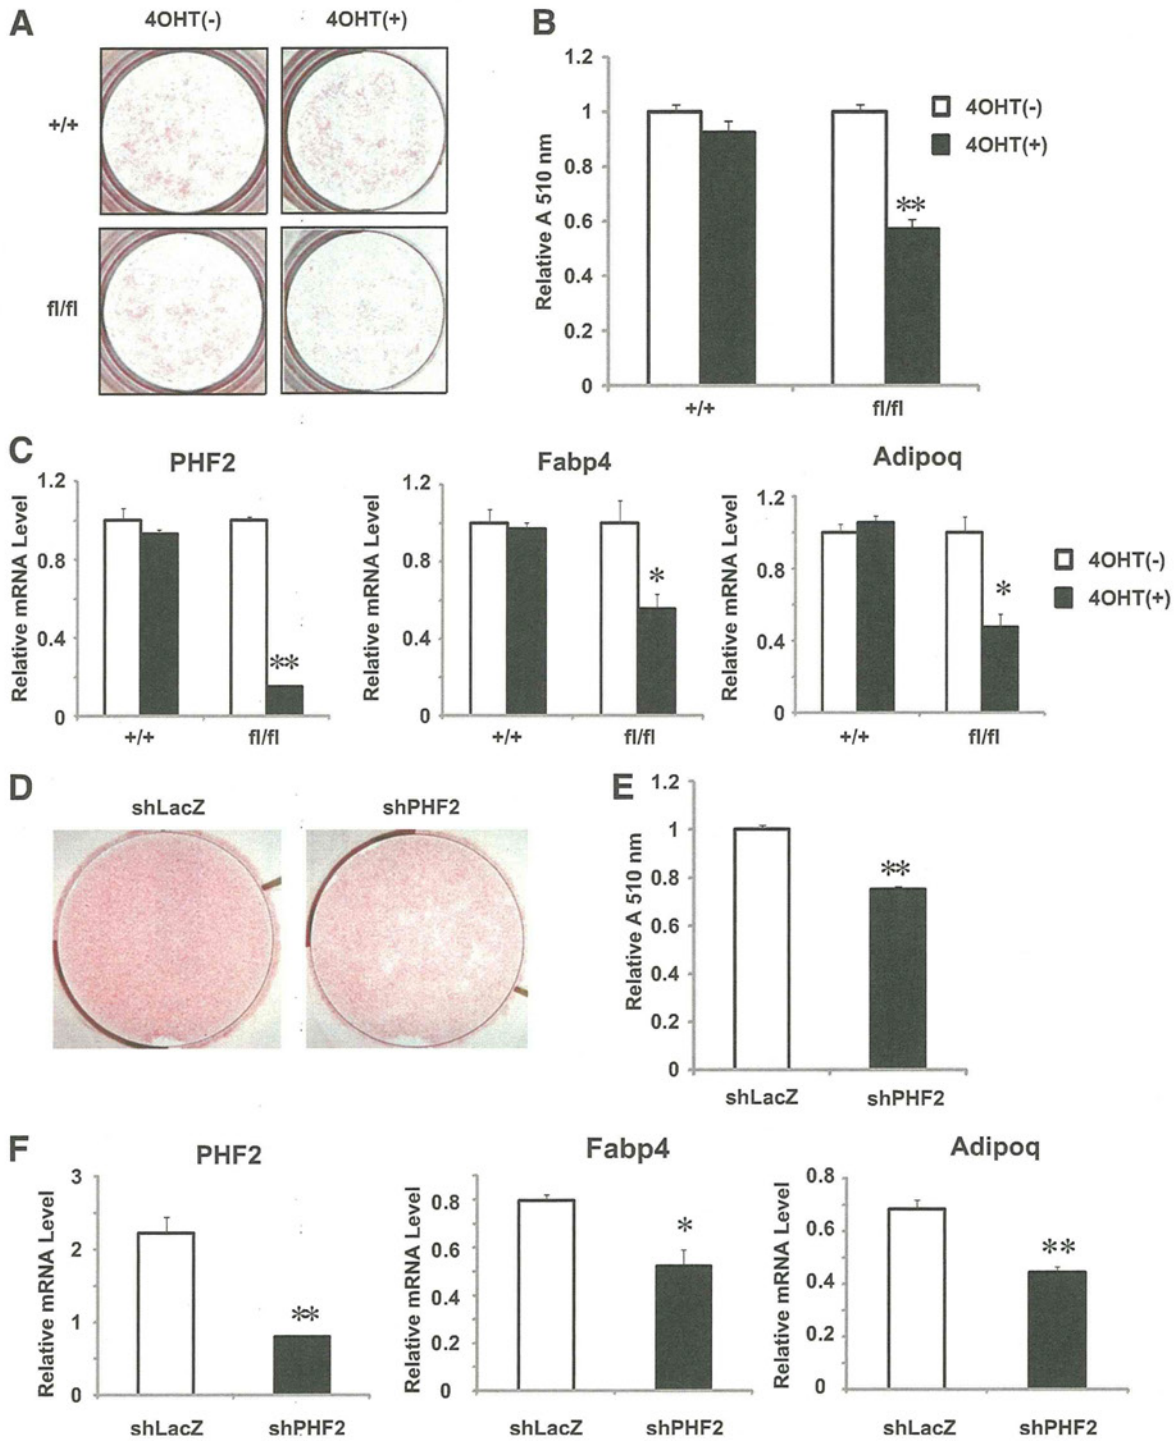 A
4OHT(-) 4OHT(+)
+/+
fl/fl
B
Relative A 510 nm
1.2
1
0.8
0.6
0.4
0.2
0
**
+/+ fl/fl
4OHT(-)
4OHT(+)
C
PHF2
Relative mRNA Level
1.2
0.8
0.4
0
**
+/+ fl/fl
Fabp4
Relative mRNA Level
1.2
0.8
0.4
0
*
+/+ fl/fl
Adipoq
Relative mRNA Level
1.2
0.8
0.4
0
*
+/+ fl/fl
4OHT(-)
4OHT(+)
D
shLacZ shPHF2
E
Relative A 510 nm
1.2
1
0.8
0.6
0.4
0.2
0
**
shLacZ shPHF2
F
PHF2
Relative mRNA Level
3
2
1
0
**
shLacZ shPHF2
Fabp4
Relative mRNA Level
0.8
0.6
0.4
0.2
0
*
shLacZ shPHF2
Adipoq
Relative mRNA Level
0.8
0.6
0.4
0.2
0
**
shLacZ shPHF2